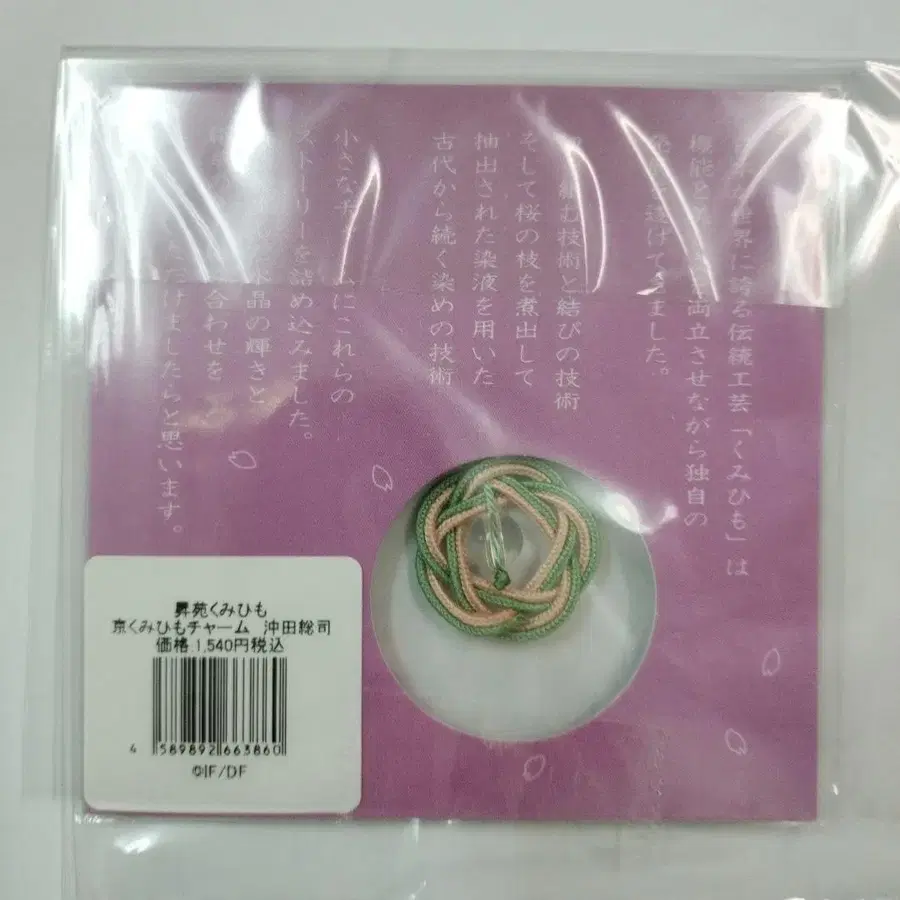 世界に誇る伝統工芸「くみひも」は
機能と 両立させながら独自の
遂げてきました。
組む技術と結びの技術
そして桜の枝を煮出して
抽出された染液を用いた
古代から続く染めの技術
小さなチ ムにこれらの
ストーリーを詰め込みました。
水晶の輝きと
合わせを
ただけましたらと思います。
昇苑くみひも
京くみひもチャーム 沖田総司
価格 1,540円税込
4 589892 663860
©IF/DF